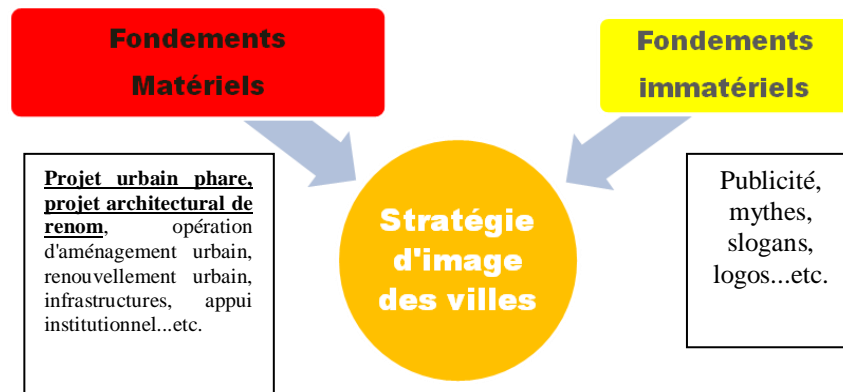 Fondements
Matériels
Fondements
immatériels
Projet urbain phare,
projet architectural de
renom, opération
d'aménagement urbain,
renouvellement urbain,
infrastructures, appui
institutionnel...etc.
Stratégie
d'image
des villes
Publicité,
mythes,
slogans,
logos...etc.